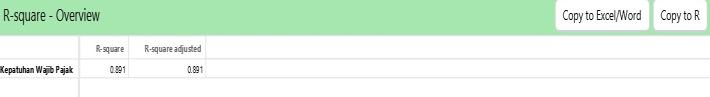 R-square - Overview Copy to Excel/Word Copy to R
R-square R-square adjusted
Kepatuhan Wajib Pajak 0.891 0.891